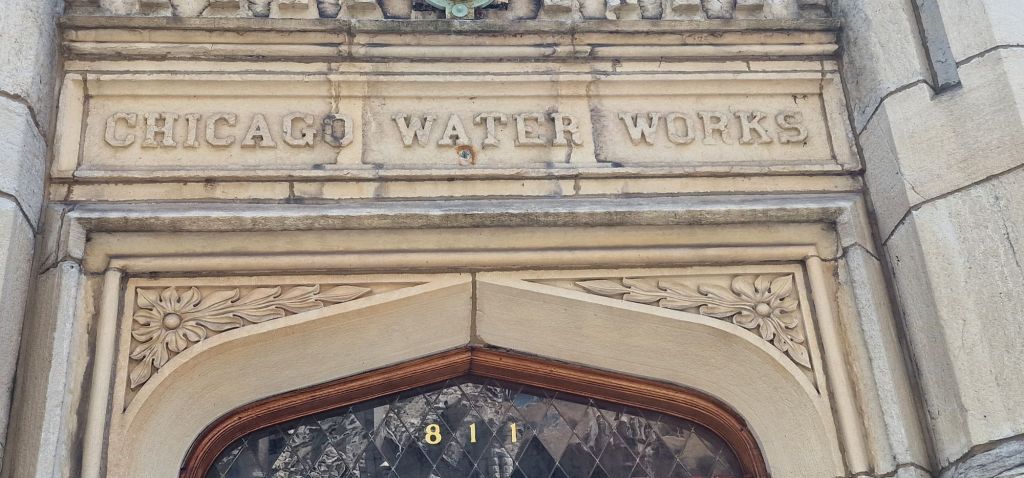 CHICAGO WATER WORKS
811